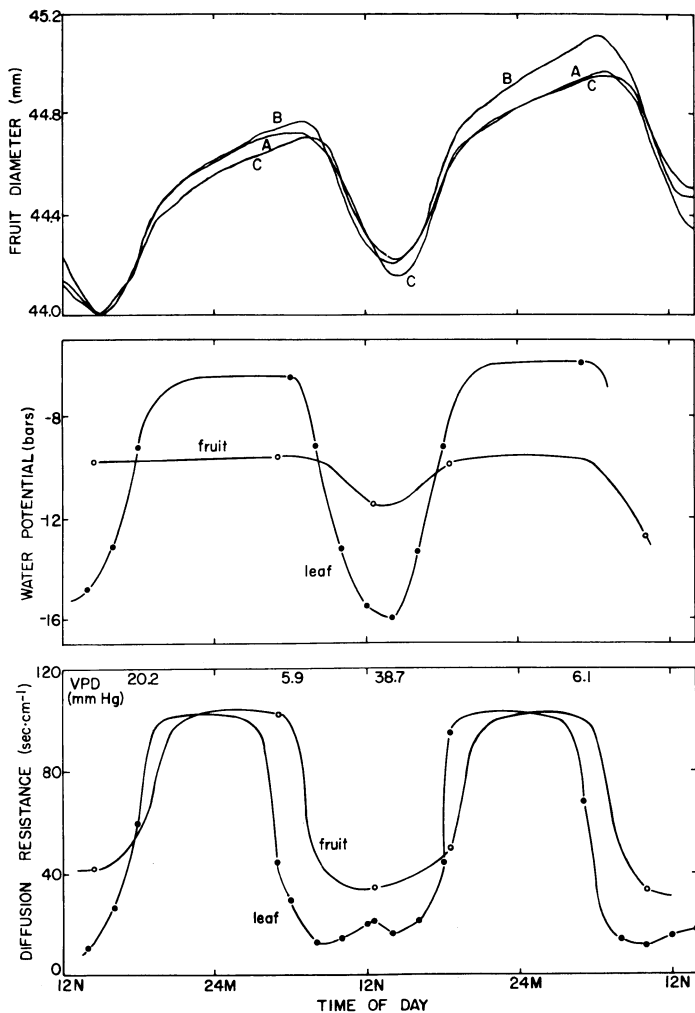 45.2
44.8
44.4
44.0
FRUIT DIAMETER (mm)
B
A
C
C
B
A
C
-8
-12
-16
WATER POTENTIAL (bars)
fruit
leaf
120
80
40
0
DIFFUSION RESISTANCE (sec·cm⁻¹)
VPD 20.2 5.9 38.7 6.1
(mm Hg)
fruit
leaf
12N 24M 12N 24M 12N
TIME OF DAY